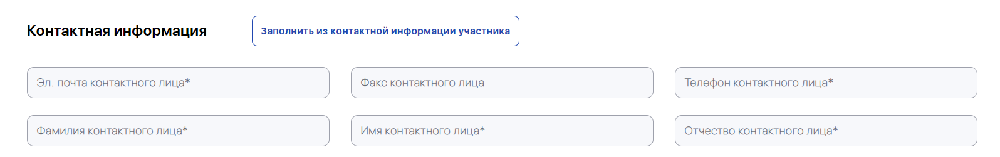 Контактная информация
Заполнить из контактной информации участника
Эл. почта контактного лица*
Факс контактного лица
Телефон контактного лица*
Фамилия контактного лица*
Имя контактного лица*
Отчество контактного лица*